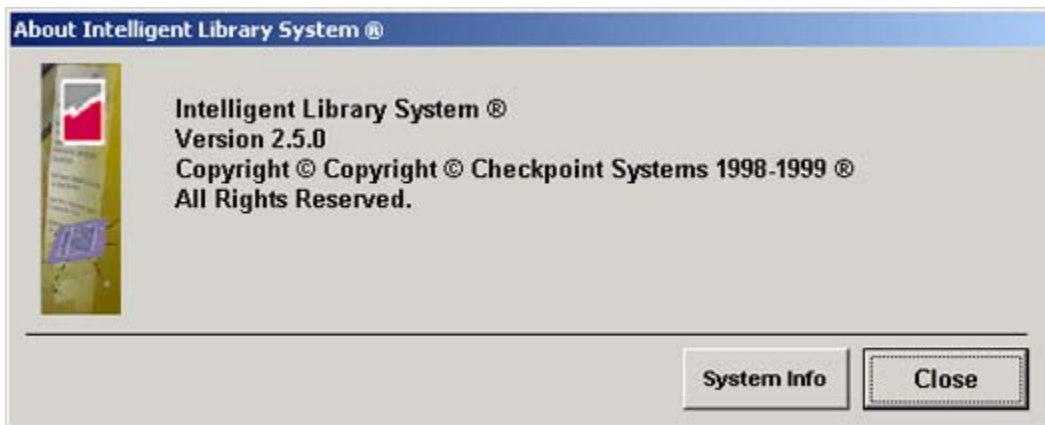 About Intelligent Library System ®
Intelligent Library System ®
Version 2.5.0
Copyright © Copyright © Checkpoint Systems 1998-1999 ®
All Rights Reserved.
System Info
Close